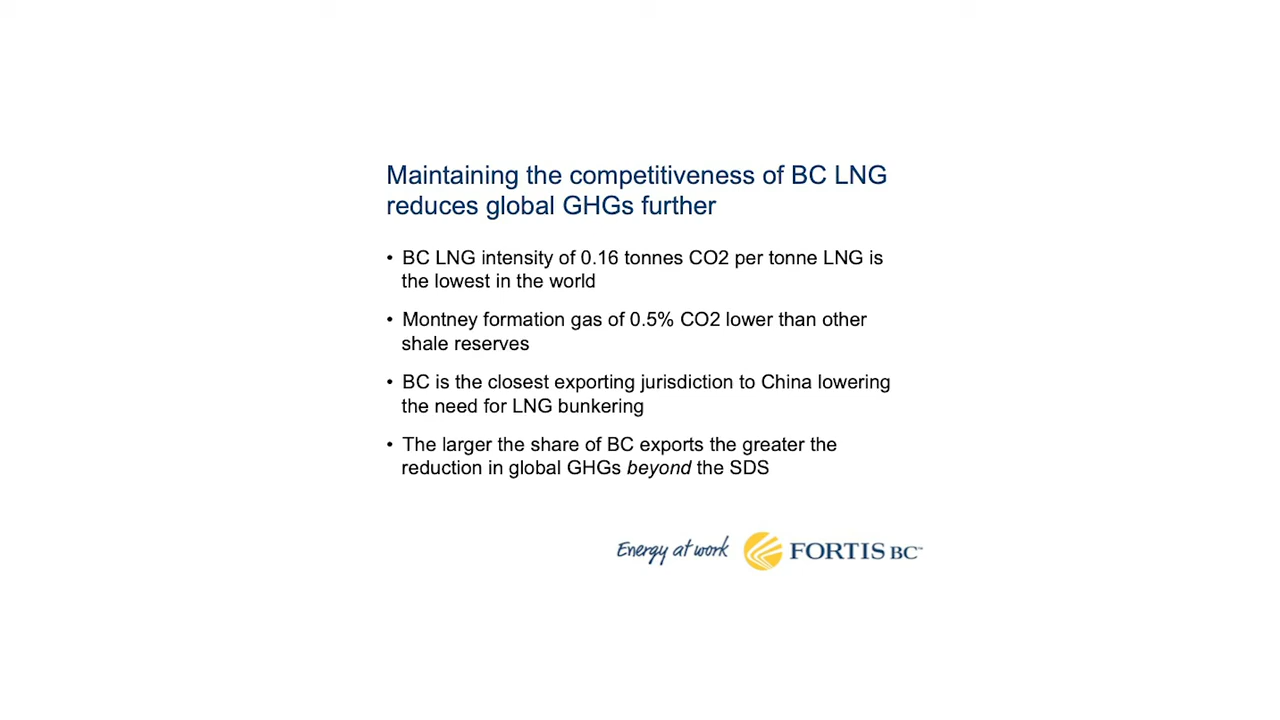 Maintaining the competitiveness of BC LNG
reduces global GHGs further
• BC LNG intensity of 0.16 tonnes CO2 per tonne LNG is
the lowest in the world
• Montney formation gas of 0.5% CO2 lower than other
shale reserves
• BC is the closest exporting jurisdiction to China lowering
the need for LNG bunkering
• The larger the share of BC exports the greater the
reduction in global GHGs beyond the SDS
Energy at work FORTIS BC™